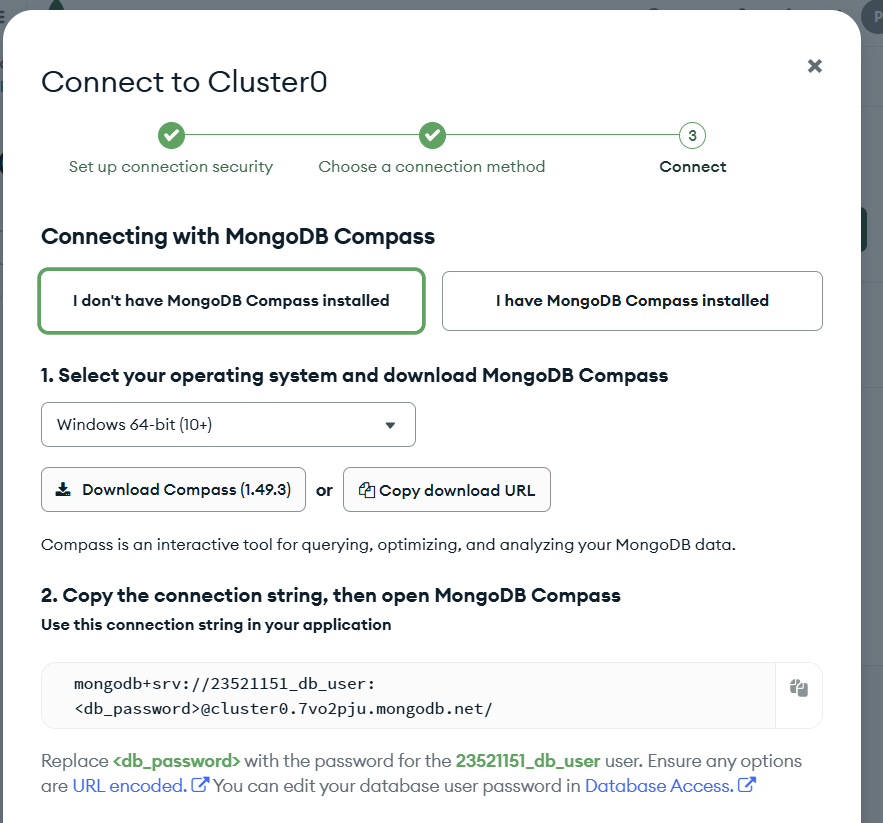 Connect to Cluster0
3
Set up connection security
Choose a connection method
Connect
Connecting with MongoDB Compass
I don't have MongoDB Compass installed
I have MongoDB Compass installed
1. Select your operating system and download MongoDB Compass
Windows 64-bit (10+)
Download Compass (1.49.3) or Copy download URL
Compass is an interactive tool for querying, optimizing, and analyzing your MongoDB data.
2. Copy the connection string, then open MongoDB Compass
Use this connection string in your application
mongodb+srv://23521151_db_user:
<db_password>@cluster0.7vo2pju.mongodb.net/
Replace <db_password> with the password for the 23521151_db_user user. Ensure any options
are URL encoded. You can edit your database user password in Database Access.